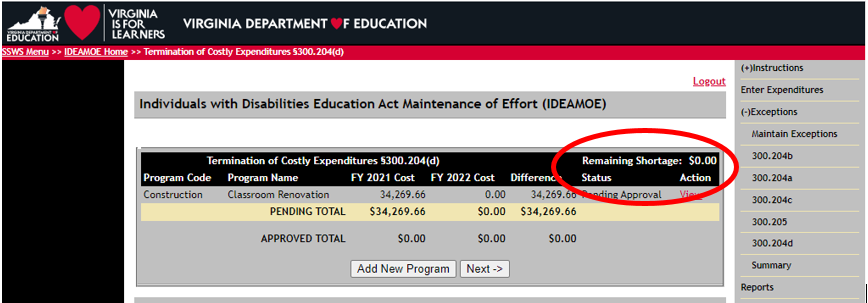 VIRGINIA DEPARTMENT OF EDUCATION
VIRGINIA
IS FOR
LEARNERS
VIRGINIA DEPARTMENT OF EDUCATION
SSWS Menu >> IDEAMOE Home >> Termination of Costly Expenditures §300.204(d)
Logout
Individuals with Disabilities Education Act Maintenance of Effort (IDEAMOE)
Termination of Costly Expenditures §300.204(d) Remaining Shortage: $0.00
Program Code Program Name FY 2021 Cost FY 2022 Cost Difference Status Action
Construction Classroom Renovation 34,269.66 0.00 34,269.66 Pending Approval View
PENDING TOTAL $34,269.66 $0.00 $34,269.66
APPROVED TOTAL $0.00 $0.00 $0.00
Add New Program Next ->
(+)Instructions
Enter Expenditures
(-)Exceptions
Maintain Exceptions
300.204b
300.204a
300.204c
300.205
300.204d
Summary
Reports